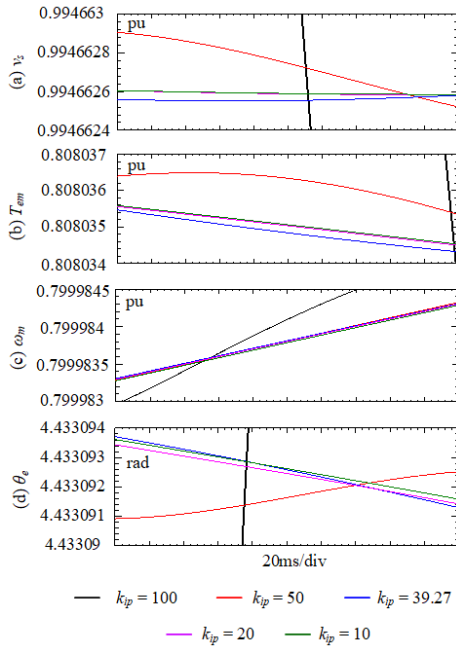 0.994663
pu
0.9946628
(a) vs
0.9946626
0.9946624
0.808037
pu
0.808036
(b) Tem
0.808035
0.808034
0.7999845
pu
0.799984
(c) ωm
0.7999835
0.799983
4.433094
4.433093
rad
(d) θe
4.433092
4.433091
4.43309
20ms/div
kip = 100 kip = 50 kip = 39.27
kip = 20 kip = 10